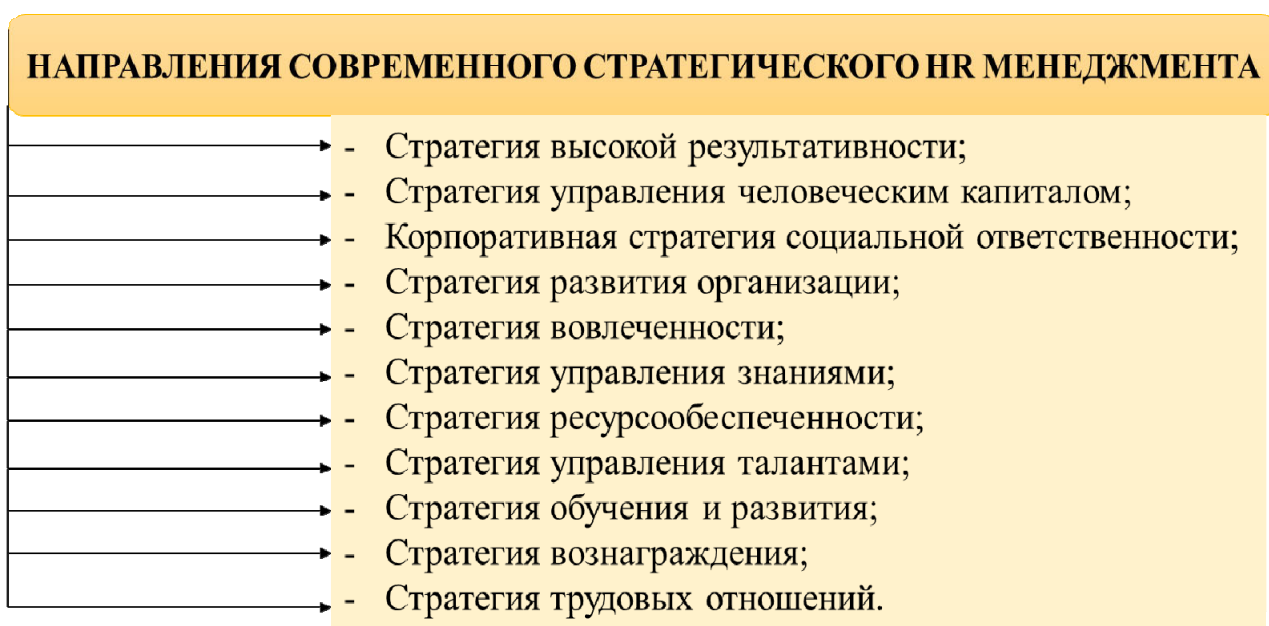 НАПРАВЛЕНИЯ СОВРЕМЕННОГО СТРАТЕГИЧЕСКОГО HR МЕНЕДЖМЕНТА
- Стратегия высокой результативности;
- Стратегия управления человеческим капиталом;
- Корпоративная стратегия социальной ответственности;
- Стратегия развития организации;
- Стратегия вовлеченности;
- Стратегия управления знаниями;
- Стратегия ресурсообеспеченности;
- Стратегия управления талантами;
- Стратегия обучения и развития;
- Стратегия вознаграждения;
- Стратегия трудовых отношений.